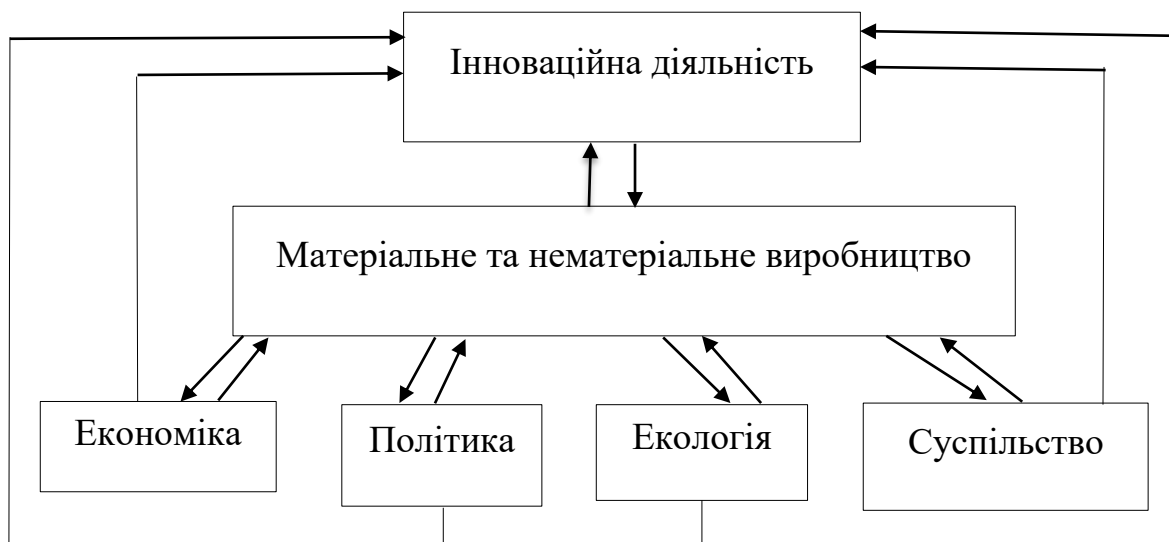 Інноваційна діяльність
Матеріальне та нематеріальне виробництво
Економіка
Політика
Екологія
Суспільство